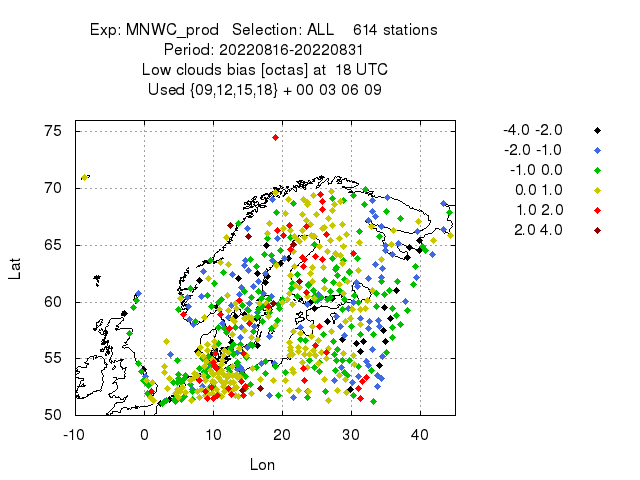 Exp: MNWC_prod Selection: ALL 614 stations
Period: 20220816-20220831
Low clouds bias [octas] at 18 UTC
Used {09,12,15,18} + 00 03 06 09
-4.0 -2.0
-2.0 -1.0
-1.0 0.0
0.0 1.0
1.0 2.0
2.0 4.0
75
70
65
60
55
50
Lat
-10 0 10 20 30 40
Lon